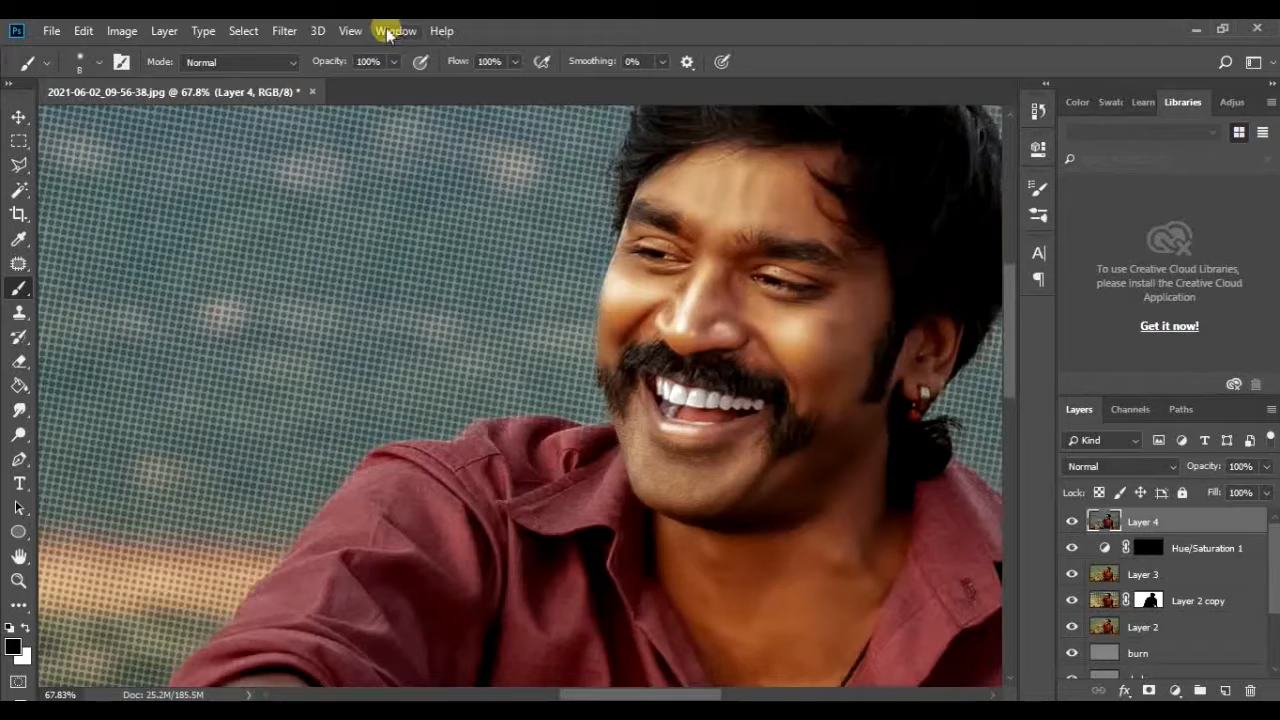 Ps File Edit Image Layer Type Select Filter 3D View Window Help
8 Mode: Normal Opacity: 100% Flow: 100% Smoothing: 0%
2021-06-02_09-56-38.jpg @ 67.8% (Layer 4, RGB/8) *
Color Swatc Learn Libraries Adjus
To use Creative Cloud Libraries,
please install the Creative Cloud
Application
Get it now!
Layers Channels Paths
Kind
Normal Opacity: 100%
Lock: Fill: 100%
Layer 4
Hue/Saturation 1
Layer 3
Layer 2 copy
Layer 2
burn
67.83% Doc: 25.2M/185.5M